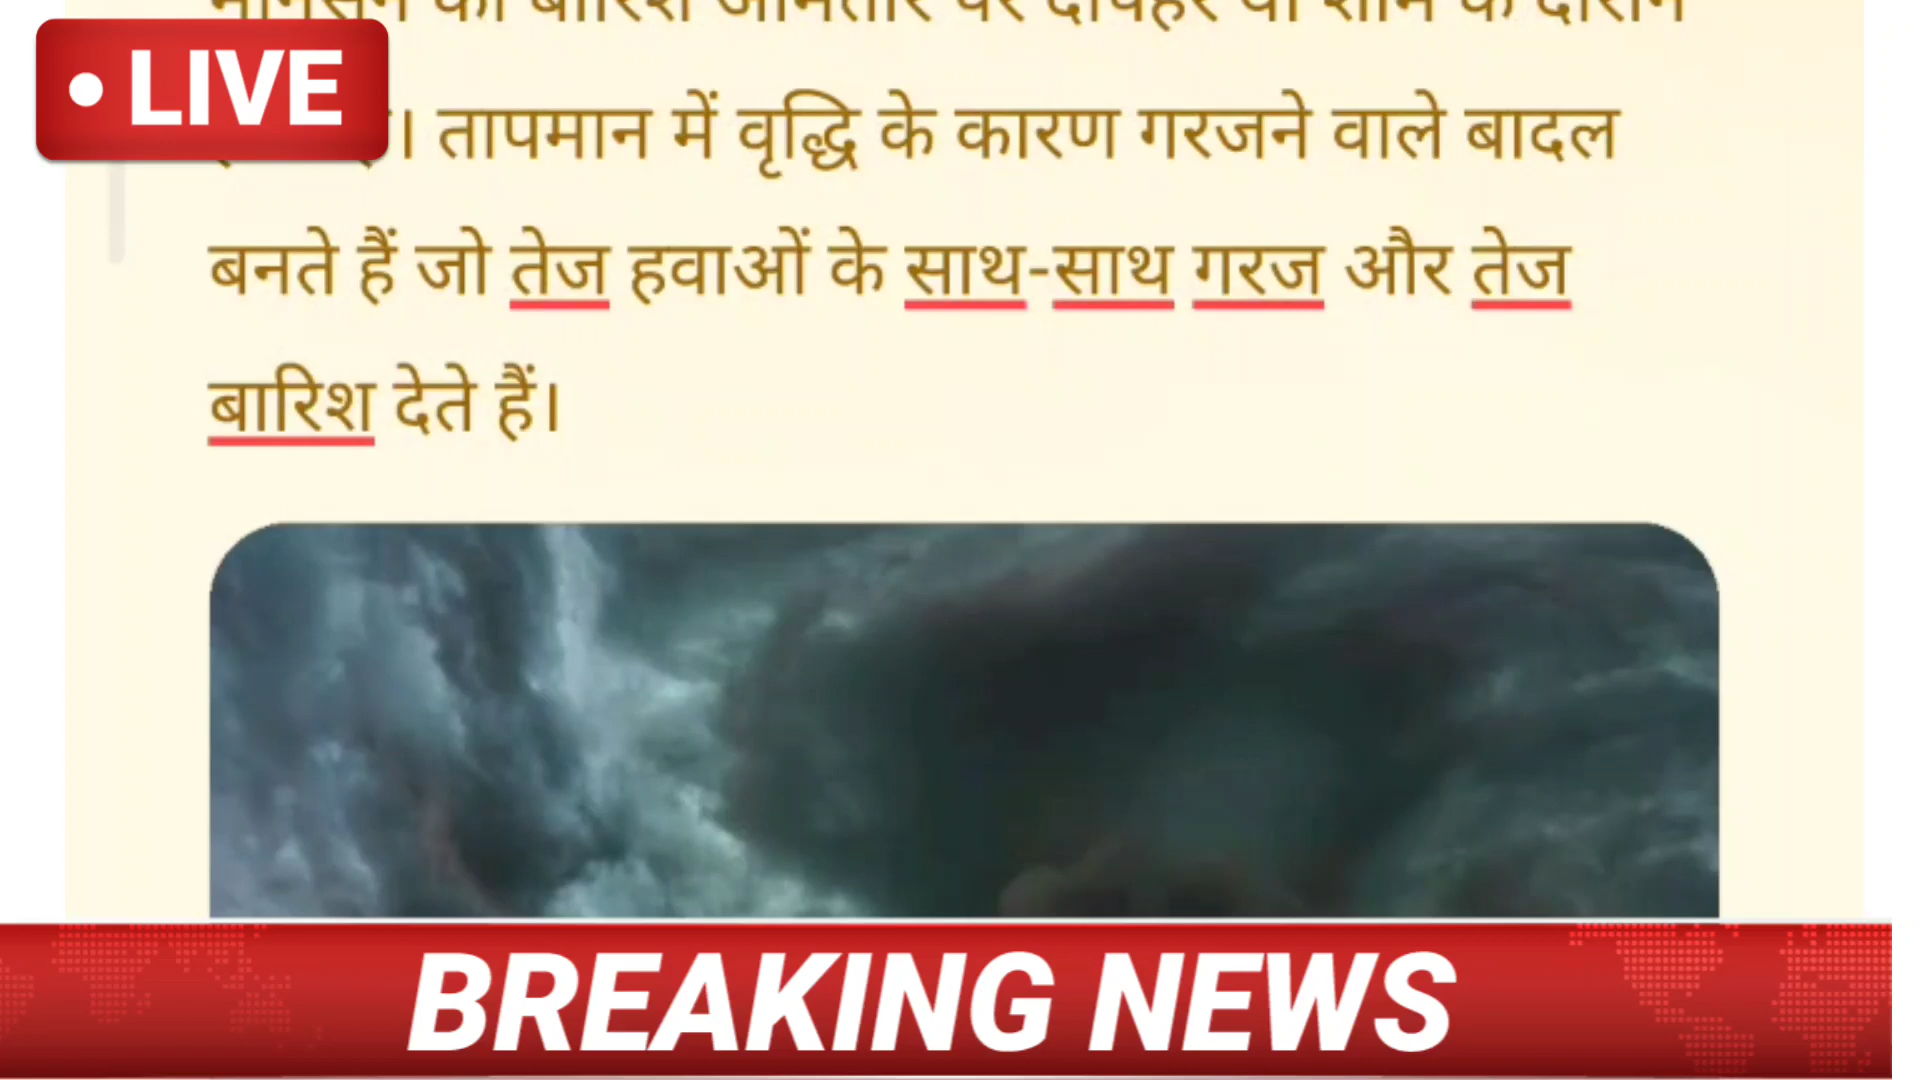 LIVE
। तापमान में वृद्धि के कारण गरजने वाले बादल
बनते हैं जो तेज हवाओं के साथ-साथ गरज और तेज
बारिश देते हैं।
BREAKING NEWS